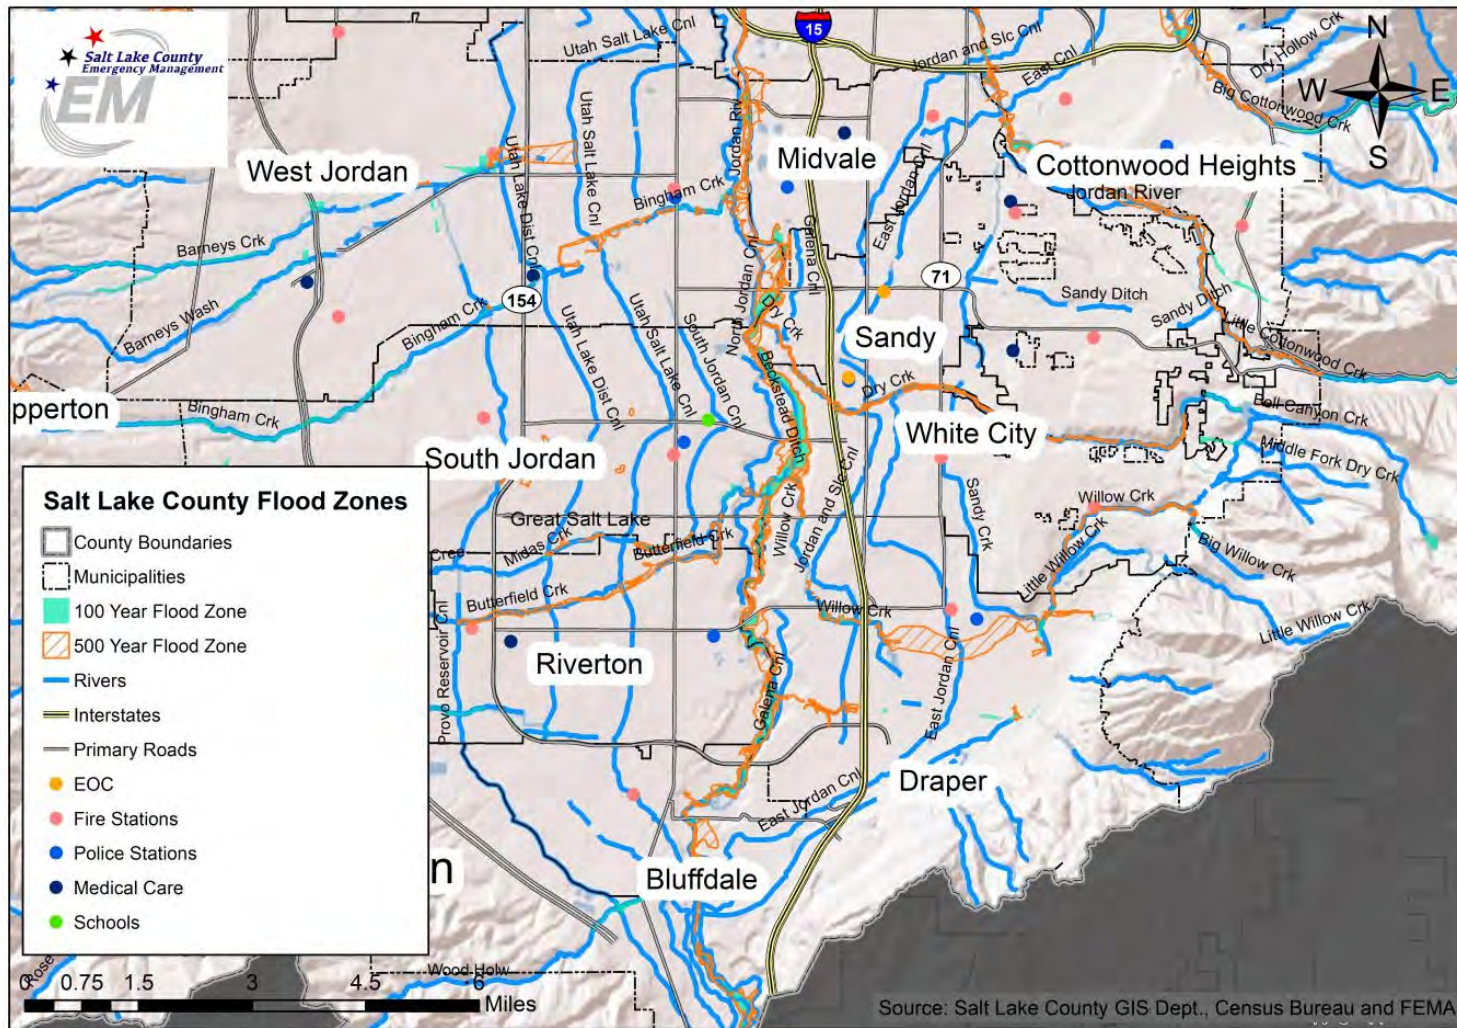 Salt Lake County
Emergency Management
EM
N
W
E
S
15
Utah Salt Lake Cnl
Jordan and Slc Cnl
East Cnl
Dry Hollow Crk
Big Cottonwood Crk
Utah Salt Lake Cnl
Jordan Riv
Midvale
Cottonwood Heights
West Jordan
Utah Lake Dist Cnl
Bingham Crk
East Jordan Cnl
Jordan River
Barneys Crk
Galena Cnl
71
154
North Jordan Cnl
Sandy Ditch
Sandy Ditch
Barneys Wash
Bingham Crk
Utah Lake Dist Cnl
Utah Salt Lake Cnl
South Jordan Cnl
Dry Crk
Sandy
Little Cottonwood Crk
Beckstead Ditch
Dry Crk
pperton
Bingham Crk
White City
Bell Canyon Crk
Middle Fork Dry Crk
South Jordan
Jordan and Slc Cnl
Sandy Crk
Willow Crk
Great Salt Lake
Willow Crk
Midas Crk
Butterfield Crk
Cree
Little Willow Crk
Big Willow Crk
Butterfield Crk
Willow Crk
Little Willow Crk
Provo Reservoir Cnl
Riverton
Galena Cnl
East Jordan Cnl
Draper
East Jordan Cnl
Bluffdale
n
Salt Lake County Flood Zones
County Boundaries
Municipalities
100 Year Flood Zone
500 Year Flood Zone
Rivers
Interstates
Primary Roads
EOC
Fire Stations
Police Stations
Medical Care
Schools
Rose
Wood Holw
0 0.75 1.5 3 4.5 6
Miles
Source: Salt Lake County GIS Dept., Census Bureau and FEMA